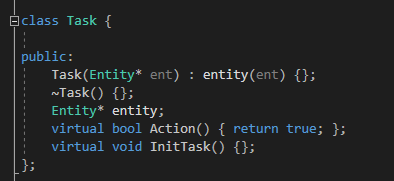 class Task {
public:
Task(Entity* ent) : entity(ent) {};
~Task() {};
Entity* entity;
virtual bool Action() { return true; };
virtual void InitTask() {};
};